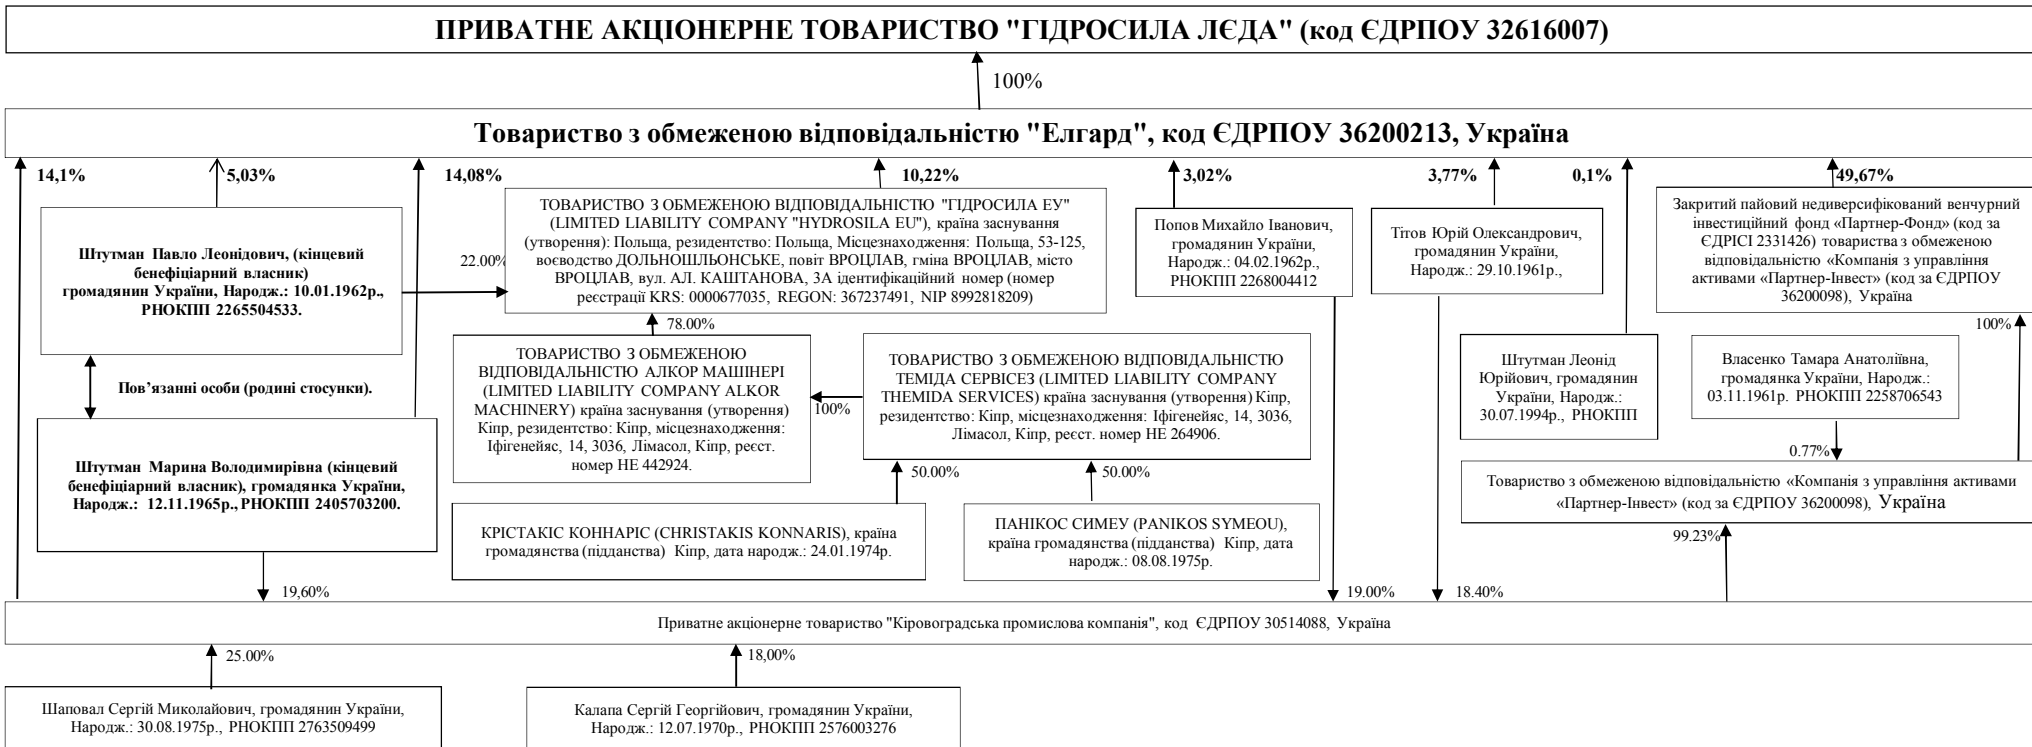 ПРИВАТНЕ АКЦІОНЕРНЕ ТОВАРИСТВО "ГІДРОСИЛА ЛЄДА" (код ЄДРПОУ 32616007)
100%
Товариство з обмеженою відповідальністю "Елгард", код ЄДРПОУ 36200213, Україна
14,1%
5,03%
14,08%
10,22%
3,02%
3,77%
0,1%
49,67%
Штутман Павло Леонідович, (кінцевий
бенефіціарний власник)
громадянин України, Народж.: 10.01.1962р.,
РНОКПП 2265504533.
22.00%
ТОВАРИСТВО З ОБМЕЖЕНОЮ ВІДПОВІДАЛЬНІСТЮ "ГІДРОСИЛА ЕУ"
(LIMITED LIABILITY COMPANY "HYDROSILA EU"), країна заснування
(утворення): Польща, резидентство: Польща, Місцезнаходження: Польща, 53-125,
воєводство ДОЛЬНОШЛЬОНСЬКЕ, повіт ВРОЦЛАВ, гміна ВРОЦЛАВ, місто
ВРОЦЛАВ, вул. АЛ. КАШТАНОВА, 3А ідентифікаційний номер (номер
реєстрації KRS: 0000677035, REGON: 367237491, NIP 8992818209)
Попов Михайло Іванович,
громадянин України,
Народж.: 04.02.1962р.,
РНОКПП 2268004412
Тітов Юрій Олександрович,
громадянин України,
Народж.: 29.10.1961р.,
Закритий пайовий недиверсифікований венчурний
інвестиційний фонд «Партнер-Фонд» (код за
ЄДРІСІ 2331426) товариства з обмеженою
відповідальністю «Компанія з управління
активами «Партнер-Інвест» (код за ЄДРПОУ
36200098), Україна
78.00%
100%
Пов’язанні особи (родині стосунки).
ТОВАРИСТВО З ОБМЕЖЕНОЮ
ВІДПОВІДАЛЬНІСТЮ АЛКОР МАШІНЕРІ
(LIMITED LIABILITY COMPANY ALKOR
MACHINERY) країна заснування (утворення)
Кіпр, резидентство: Кіпр, місцезнаходження:
Іфігенейяс, 14, 3036, Лімасол, Кіпр, реєст.
номер НЕ 442924.
100%
ТОВАРИСТВО З ОБМЕЖЕНОЮ ВІДПОВІДАЛЬНІСТЮ
ТЕМІДА СЕРВІСЕЗ (LIMITED LIABILITY COMPANY
THEMIDA SERVICES) країна заснування (утворення) Кіпр,
резидентство: Кіпр, місцезнаходження: Іфігенейяс, 14, 3036,
Лімасол, Кіпр, реєст. номер НЕ 264906.
Штутман Леонід
Юрійович, громадянин
України, Народж.:
30.07.1994р., РНОКПП
Власенко Тамара Анатоліївна,
громадянка України, Народж.:
03.11.1961р. РНОКПП 2258706543
Штутман Марина Володимирівна (кінцевий
бенефіціарний власник), громадянка України,
Народж.: 12.11.1965р., РНОКПП 2405703200.
50.00%
50.00%
0.77%
Товариство з обмеженою відповідальністю «Компанія з управління активами
«Партнер-Інвест» (код за ЄДРПОУ 36200098), Україна
КРІСТАКІС КОННАРІС (CHRISTAKIS KONNARIS), країна
громадянства (підданства) Кіпр, дата народж.: 24.01.1974р.
ПАНІКОС СИМЕУ (PANIKOS SYMEOU),
країна громадянства (підданства) Кіпр, дата
народж.: 08.08.1975р.
99.23%
19,60%
19.00%
18.40%
Приватне акціонерне товариство "Кіровоградська промислова компанія", код ЄДРПОУ 30514088, Україна
25.00%
18,00%
Шаповал Сергій Миколайович, громадянин України,
Народж.: 30.08.1975р., РНОКПП 2763509499
Калапа Сергій Георгійович, громадянин України,
Народж.: 12.07.1970р., РНОКПП 2576003276